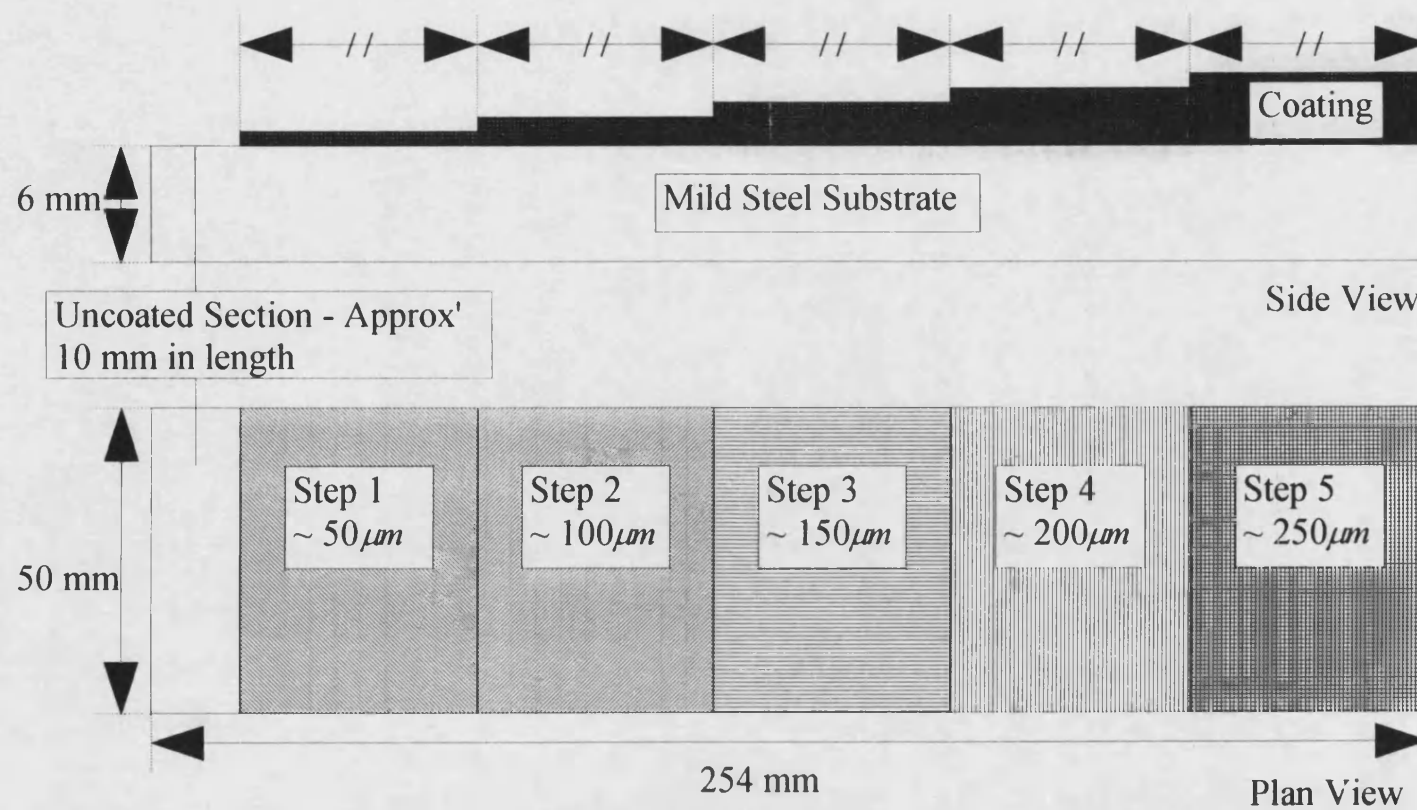 //
//
//
//
//
Coating
6 mm
Mild Steel Substrate
Side View
Uncoated Section - Approx'
10 mm in length
Step 1
~ 50μm
Step 2
~ 100μm
Step 3
~ 150μm
Step 4
~ 200μm
Step 5
~ 250μm
50 mm
254 mm
Plan View